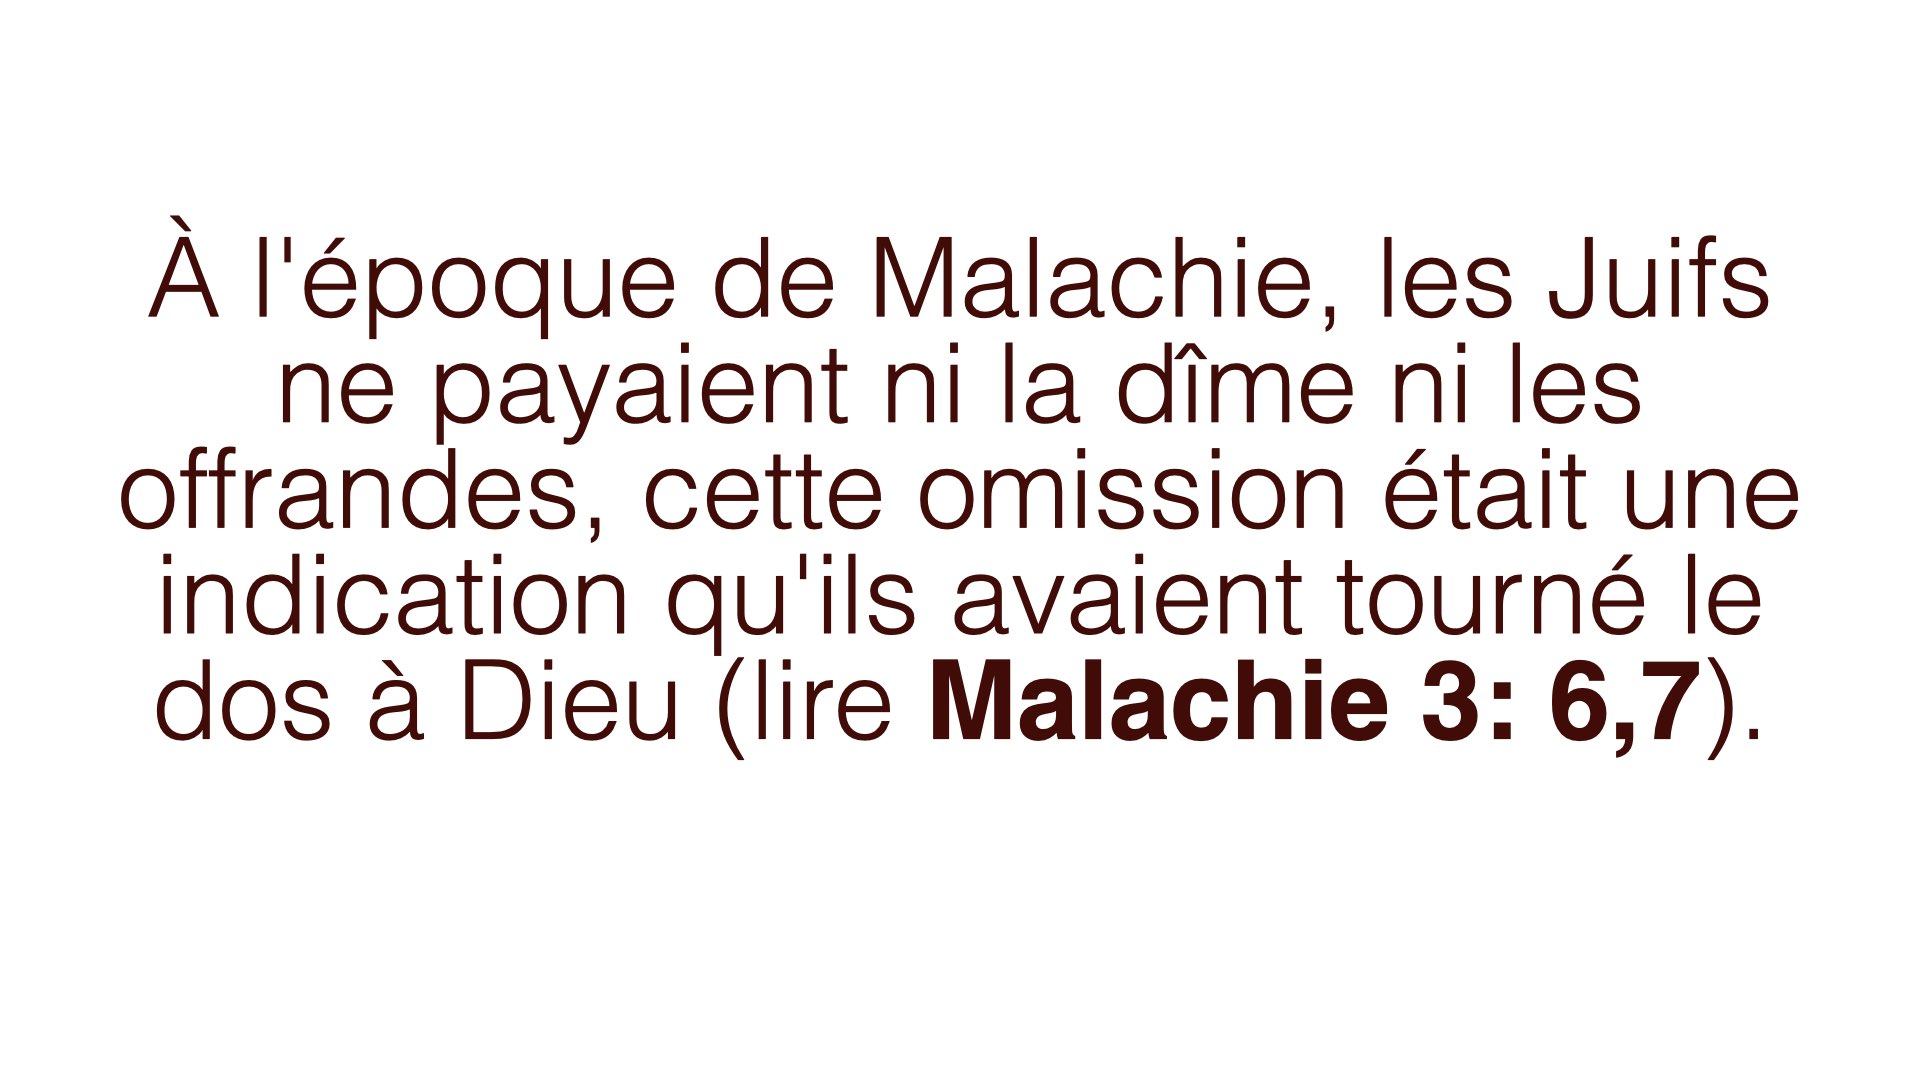 À l'époque de Malachie, les Juifs
ne payaient ni la dîme ni les
offrandes, cette omission était une
indication qu'ils avaient tourné le
dos à Dieu (lire Malachie 3: 6,7).